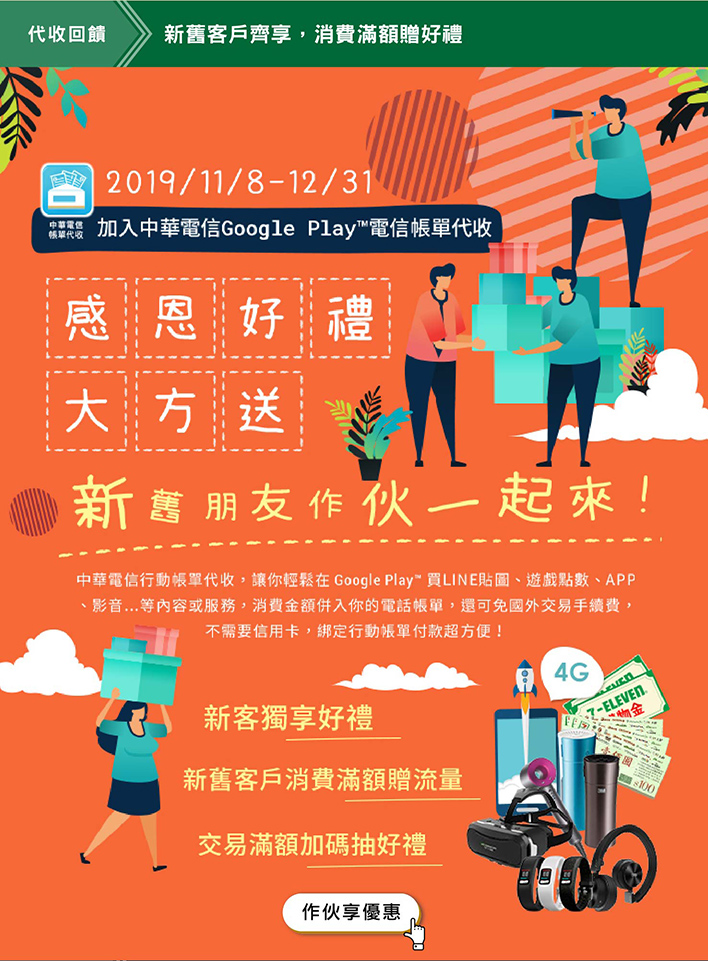 代收回饋
新舊客戶齊享，消費滿額贈好禮
2019/11/8-12/31
中華電信
帳單代收
加入中華電信Google Play™電信帳單代收
感恩好禮
大方送
新舊朋友作伙一起來！
中華電信行動帳單代收，讓你輕鬆在 Google Play™ 買LINE貼圖、遊戲點數、APP
、影音...等內容或服務，消費金額併入你的電話帳單，還可免國外交易手續費，
不需要信用卡，綁定行動帳單付款超方便！
4G
7-ELEVEN
物金
$100
新客獨享好禮
新舊客戶消費滿額贈流量
交易滿額加碼抽好禮
作伙享優惠